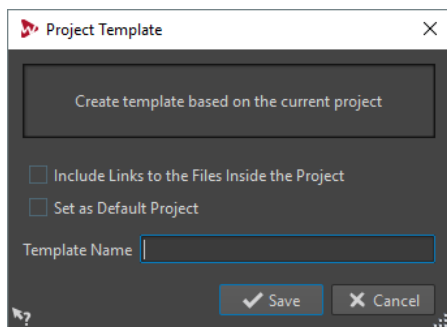 Project Template
Create template based on the current project
Include Links to the Files Inside the Project
Set as Default Project
Template Name
Save Cancel
?